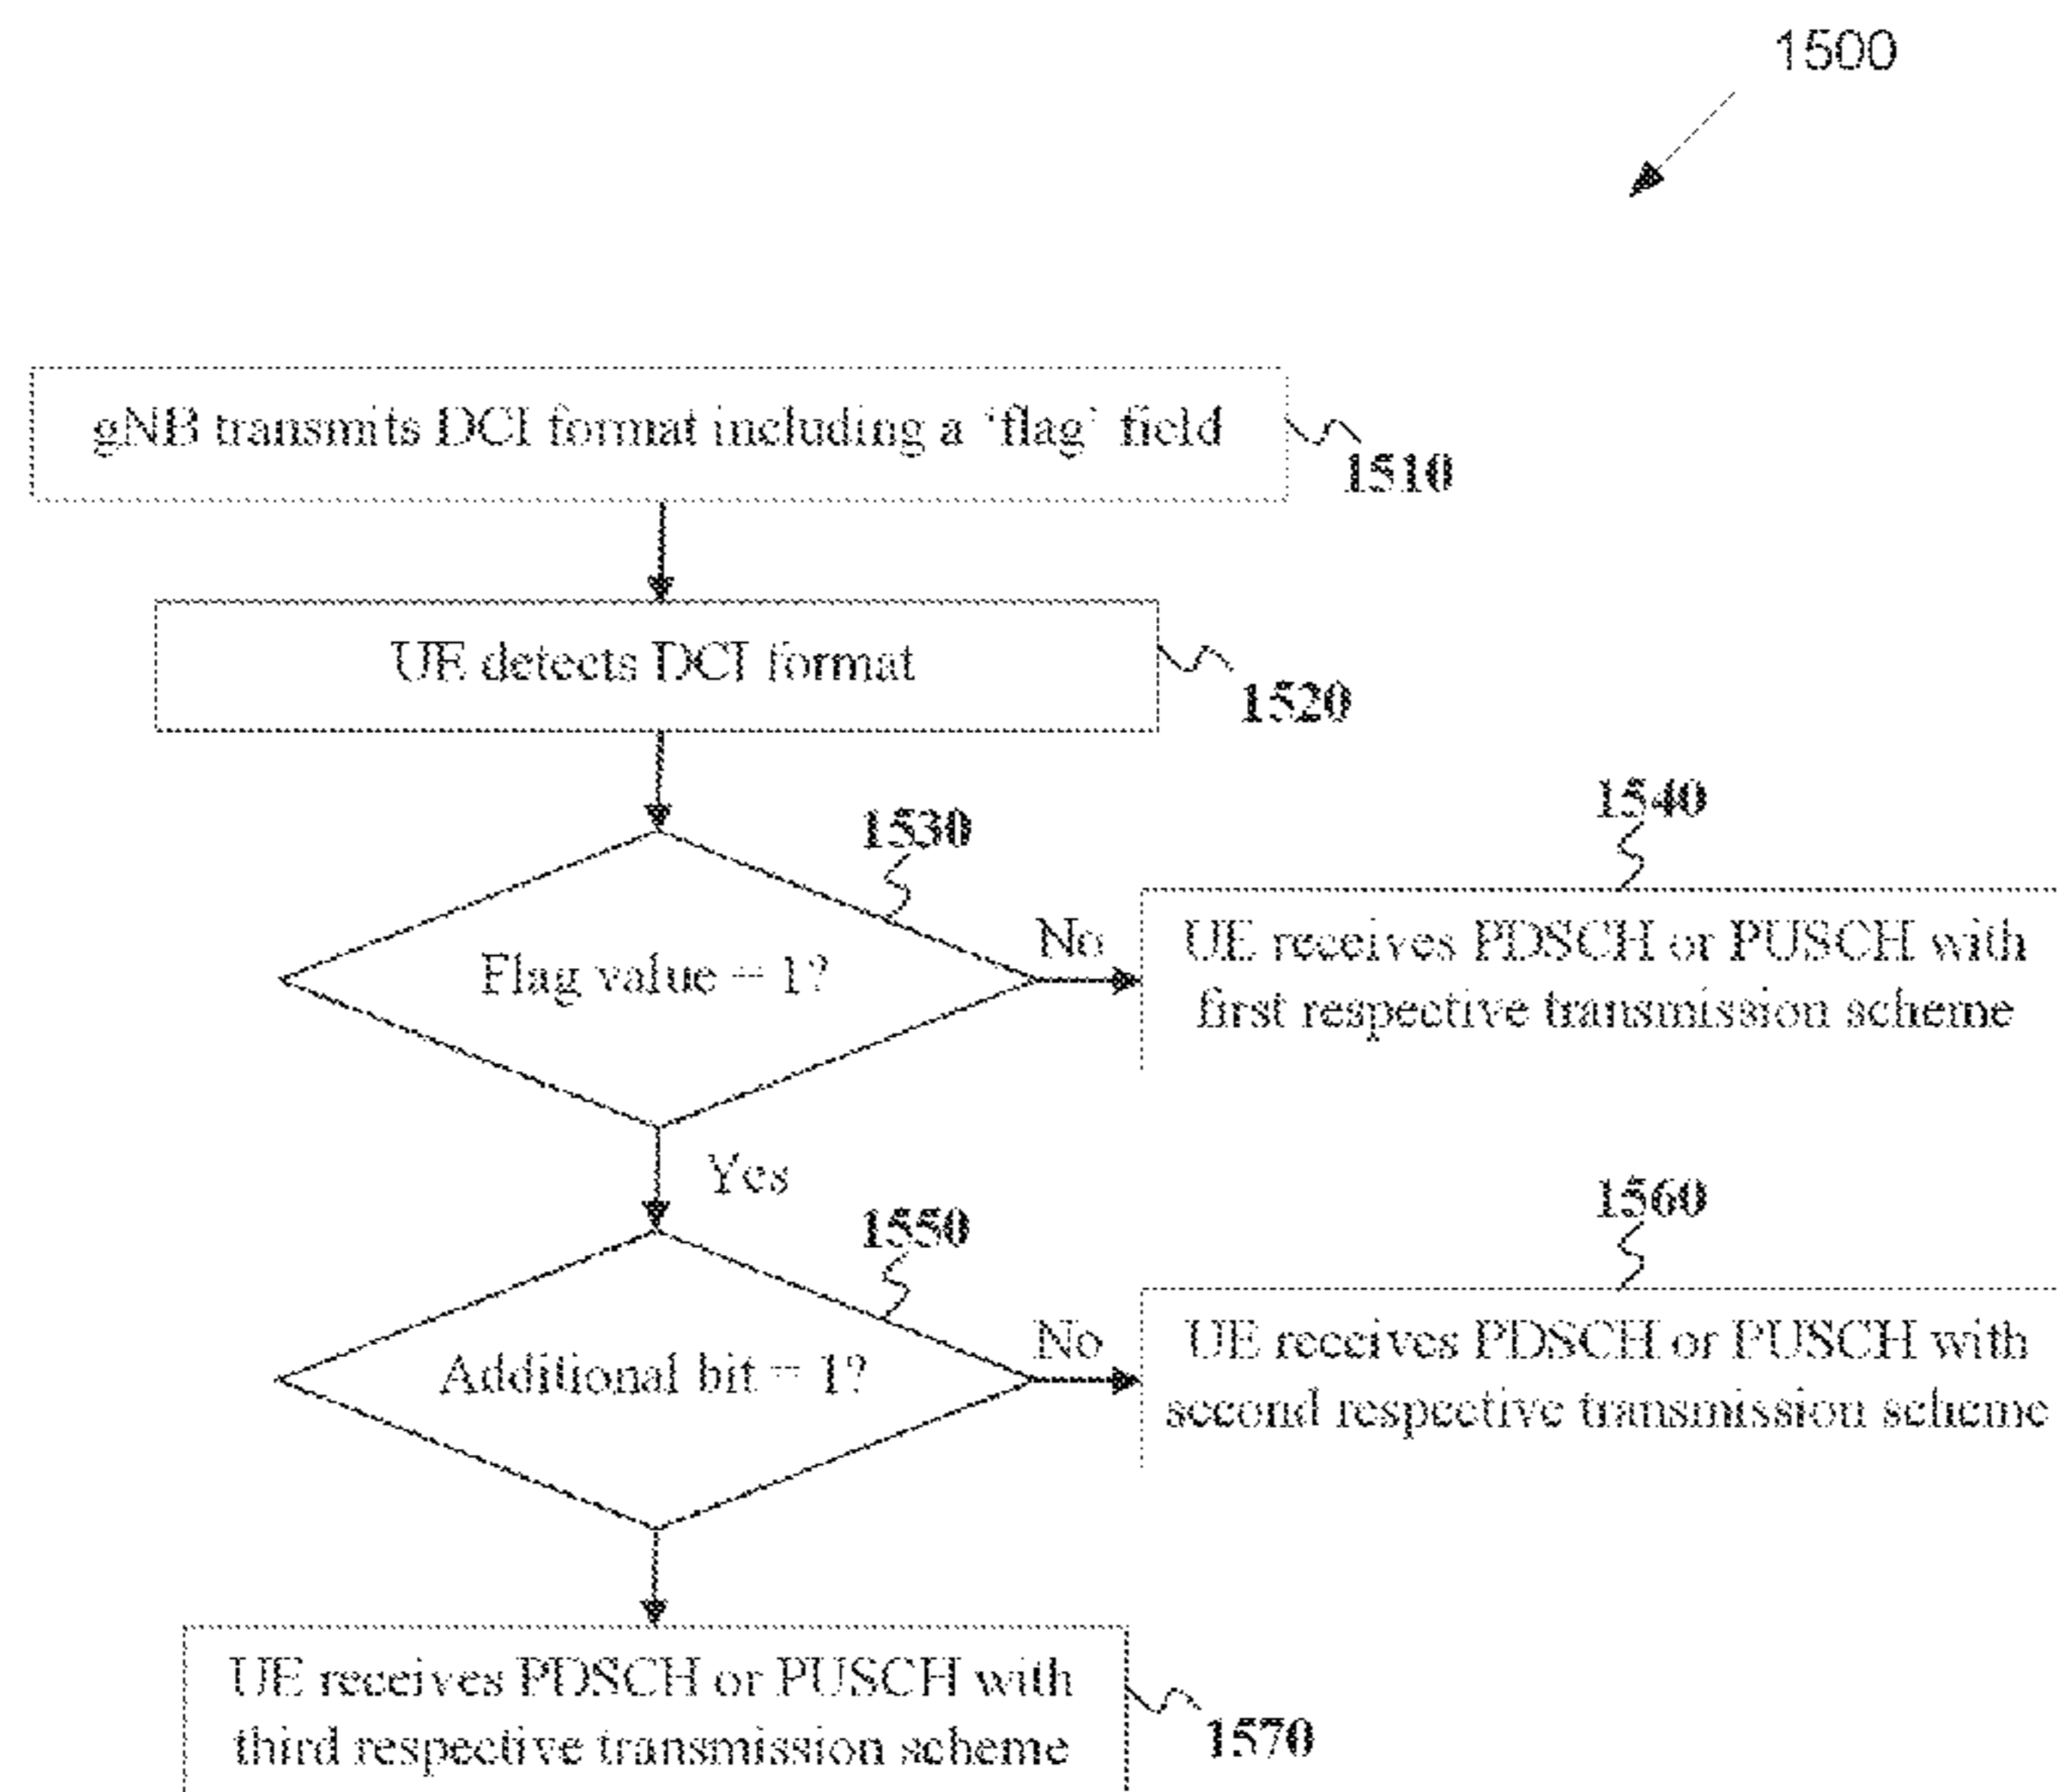 1500
gNB transmits DCI format including a 'flag' field
1510
UE detects DCI format
1520
1530
1540
Flag value = 1?
No
UE receives PDSCH or PUSCH with
first respective transmission scheme
Yes
1550
1560
Additional bit = 1?
No
UE receives PDSCH or PUSCH with
second respective transmission scheme
UE receives PDSCH or PUSCH with
third respective transmission scheme
1570